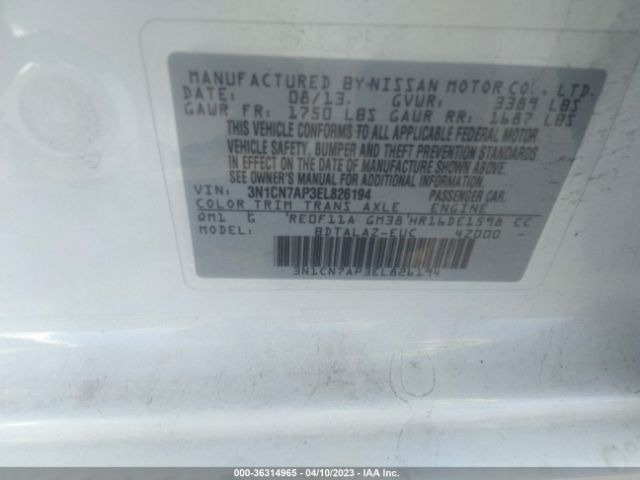 MANUFACTURED BY NISSAN MOTOR CO., LTD.
DATE: 08/13 GVWR: 3389 LBS
GAWR FR: 1750 LBS GAWR RR: 1687 LBS
THIS VEHICLE CONFORMS TO ALL APPLICABLE FEDERAL MOTOR
VEHICLE SAFETY, BUMPER AND THEFT PREVENTION STANDARDS
IN EFFECT ON THE DATE OF MANUFACTURE SHOWN ABOVE.
SEE OWNER'S MANUAL FOR ADDITIONAL INFORMATION.
VIN: 3N1CN7AP3EL826194 PASSENGER CAR.
COLOR TRIM TRANS AXLE ENGINE
QM1 G RE0F11A GM38 HR16DE1598 CC
MODEL: BDTALAZ-EUC 42000 -
3N1CN7AP3EL826194
000-36314965 - 04/10/2023 - IAA Inc.